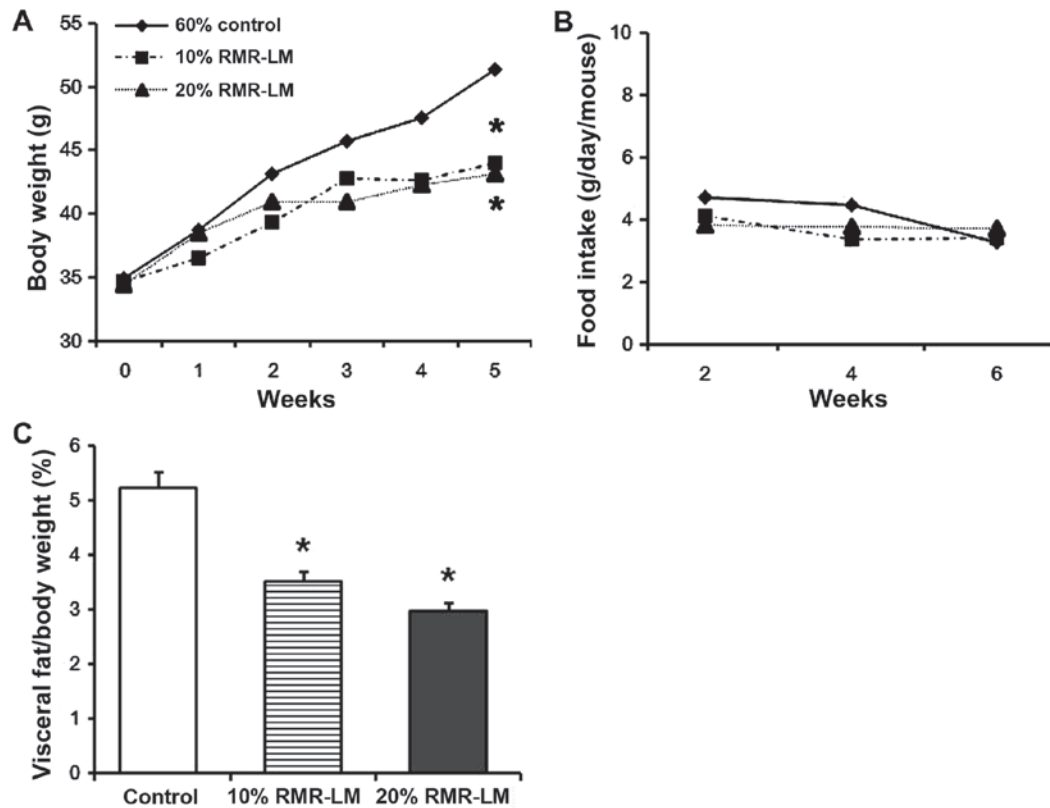 A
60% control
10% RMR-LM
20% RMR-LM
Body weight (g)
55
50
45
40
35
30
*
*
0 1 2 3 4 5
Weeks
B
Food intake (g/day/mouse)
10
8
6
4
2
0
2 4 6
Weeks
C
Visceral fat/body weight (%)
6
5
4
3
2
1
0
*
*
Control 10% RMR-LM 20% RMR-LM